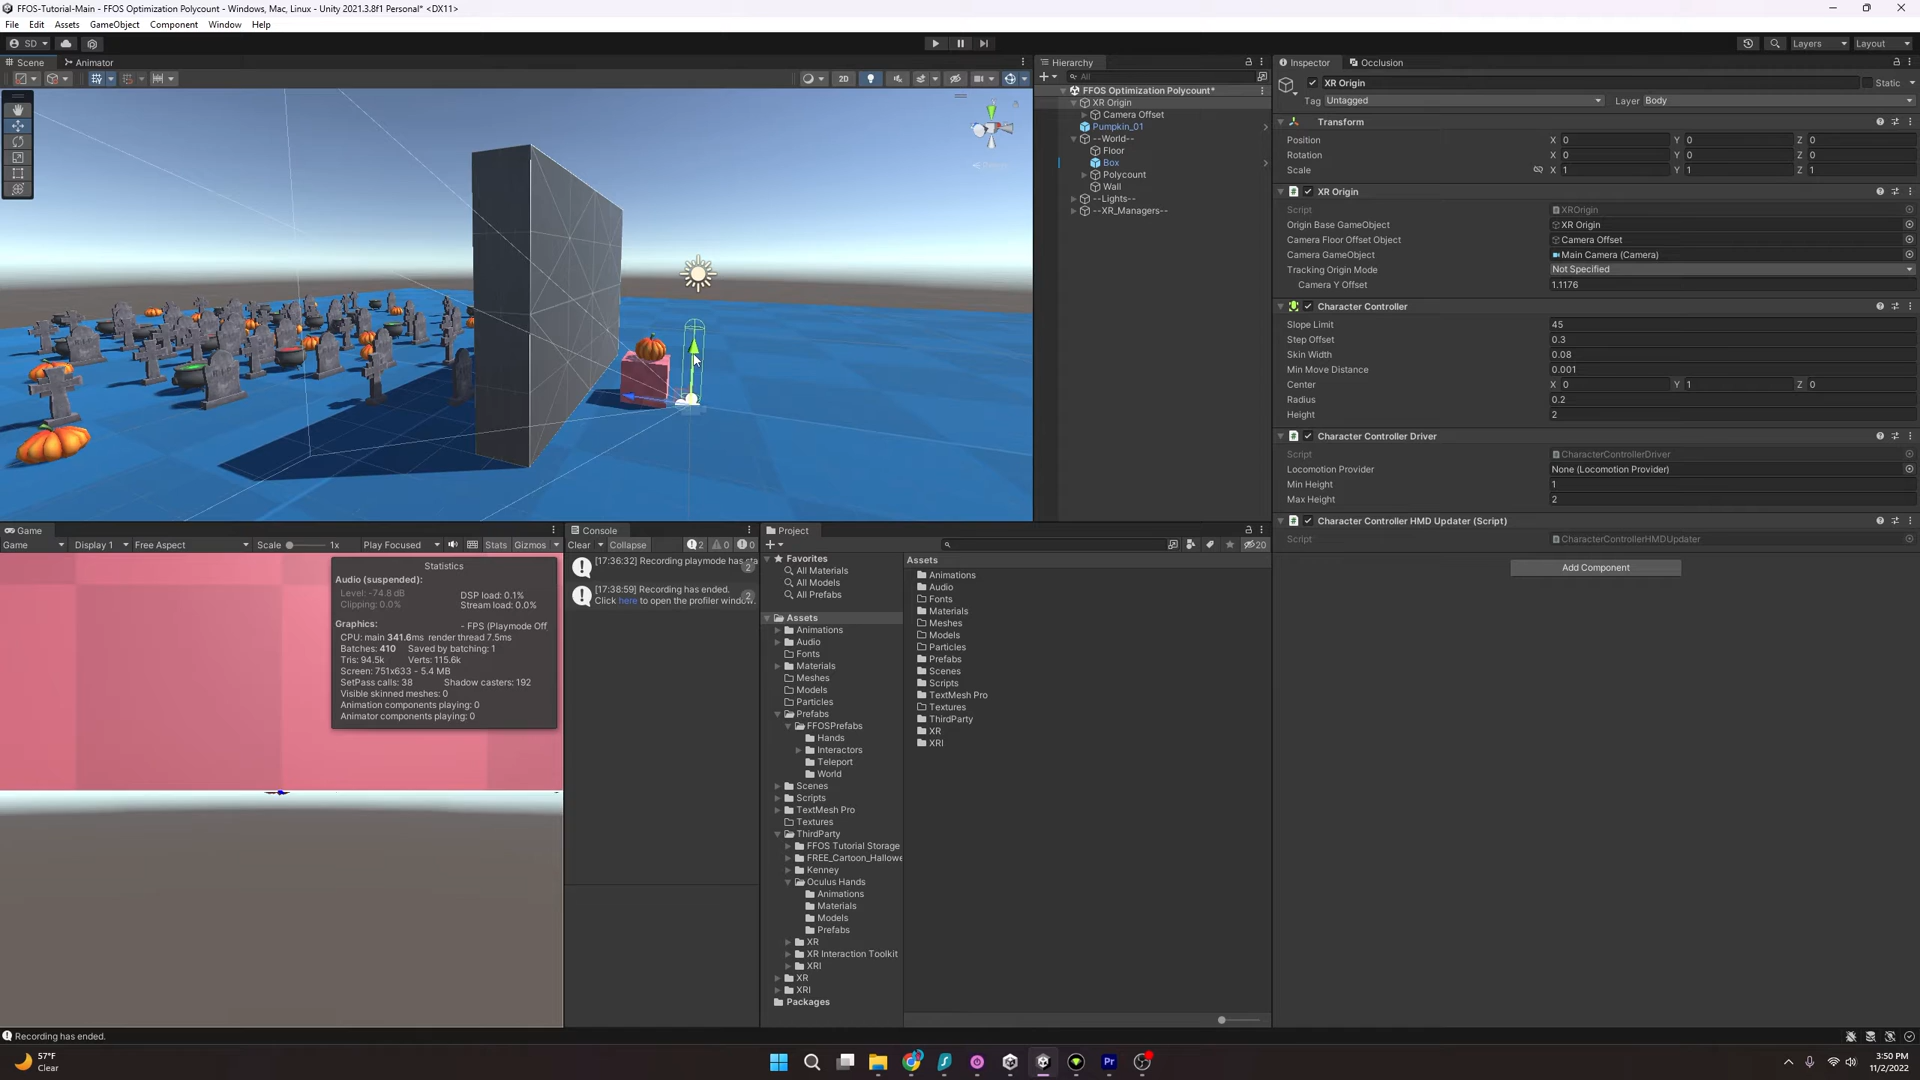 FFOS-Tutorial-Main - FFOS Optimization Polycount - Windows, Mac, Linux - Unity 2021.3.8f1 Personal* <DX11>
File Edit Assets GameObject Component Window Help
SD
Layers Layout
Scene Animator
2D
Game
Game Display 1 Free Aspect Scale 1x Play Focused Stats Gizmos
Statistics
Audio (suspended):
Level: -74.8 dB DSP load: 0.1%
Clipping: 0.0% Stream load: 0.0%
Graphics: - FPS (Playmode Off
CPU: main 341.6ms render thread 7.5ms
Batches: 410 Saved by batching: 1
Tris: 94.5k Verts: 115.6k
Screen: 751x633 - 5.4 MB
SetPass calls: 38 Shadow casters: 192
Visible skinned meshes: 0
Animation components playing: 0
Animator components playing: 0
Console
Clear Collapse 2 0 0
[17:36:32] Recording playmode has sta
2
[17:38:59] Recording has ended.
Click here to open the profiler window.
2
Hierarchy
All
FFOS Optimization Polycount*
XR Origin
Camera Offset
Pumpkin_01
--World--
Floor
Box
Polycount
Wall
--Lights--
--XR_Managers--
Project
20
Favorites
All Materials
All Models
All Prefabs
Assets
Animations
Audio
Fonts
Materials
Meshes
Models
Particles
Prefabs
FFOSPrefabs
Hands
Interactors
Teleport
World
Scenes
Scripts
TextMesh Pro
Textures
ThirdParty
FFOS Tutorial Storage
FREE_Cartoon_Hallowe
Kenney
Oculus Hands
Animations
Materials
Models
Prefabs
XR
XR Interaction Toolkit
XRI
XR
XRI
Packages
Assets
Animations
Audio
Fonts
Materials
Meshes
Models
Particles
Prefabs
Scenes
Scripts
TextMesh Pro
Textures
ThirdParty
XR
XRI
Inspector Occlusion
XR Origin Static
Tag Untagged Layer Body
Transform
Position X 0 Y 0 Z 0
Rotation X 0 Y 0 Z 0
Scale X 1 Y 1 Z 1
XR Origin
Script XROrigin
Origin Base GameObject XR Origin
Camera Floor Offset Object Camera Offset
Camera GameObject Main Camera (Camera)
Tracking Origin Mode Not Specified
Camera Y Offset 1.1176
Character Controller
Slope Limit 45
Step Offset 0.3
Skin Width 0.08
Min Move Distance 0.001
Center X 0 Y 1 Z 0
Radius 0.2
Height 2
Character Controller Driver
Script CharacterControllerDriver
Locomotion Provider None (Locomotion Provider)
Min Height 1
Max Height 2
Character Controller HMD Updater (Script)
Script CharacterControllerHMDUpdater
Add Component
Recording has ended.
57°F
Clear
Pr
3:50 PM
11/2/2022